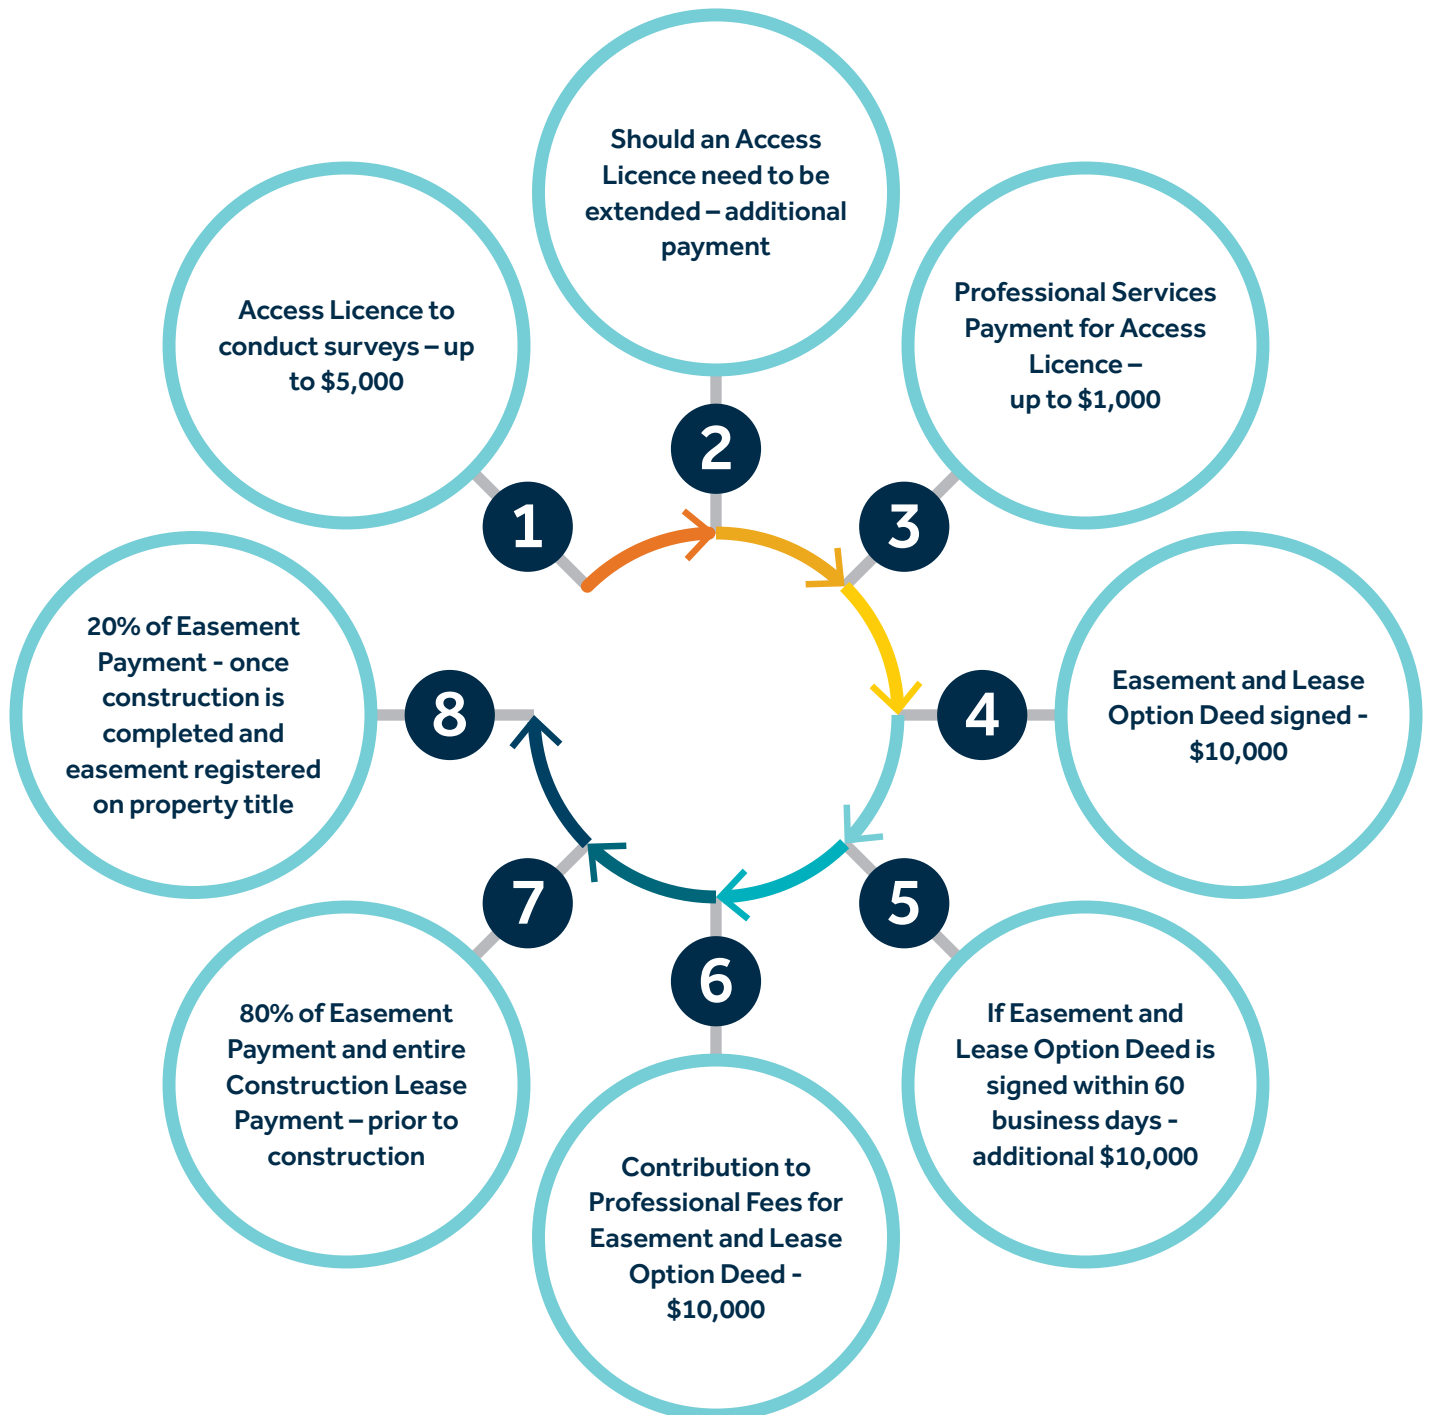 1
Access Licence to
conduct surveys – up
to $5,000
2
Should an Access
Licence need to be
extended – additional
payment
3
Professional Services
Payment for Access
Licence –
up to $1,000
4
Easement and Lease
Option Deed signed -
$10,000
5
If Easement and
Lease Option Deed is
signed within 60
business days -
additional $10,000
6
Contribution to
Professional Fees for
Easement and Lease
Option Deed -
$10,000
7
80% of Easement
Payment and entire
Construction Lease
Payment – prior to
construction
8
20% of Easement
Payment - once
construction is
completed and
easement registered
on property title